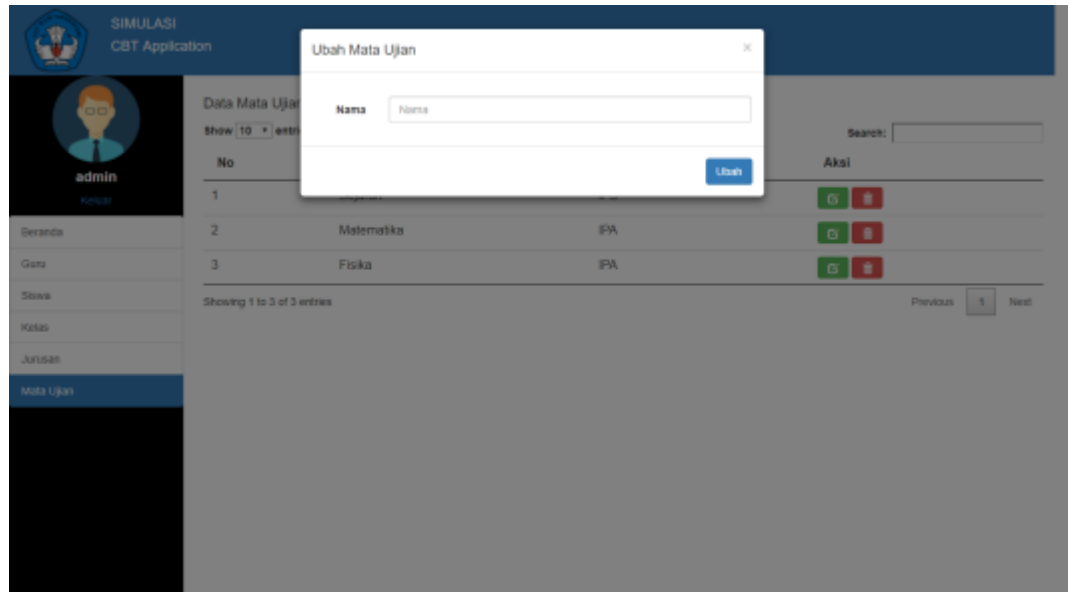 SIMULASI
CBT Application
Ubah Mata Ujian
×
Nama Nama
Ubah
admin
Keluar
Beranda
Guru
Siswa
Kelas
Jurusan
Mata Ujian
Data Mata Ujian
Show 10
Search:
No Aksi
1
2 Matematika IPA
3 Fisika IPA
Showing 1 to 3 of 3 entries
Previous 1 Next